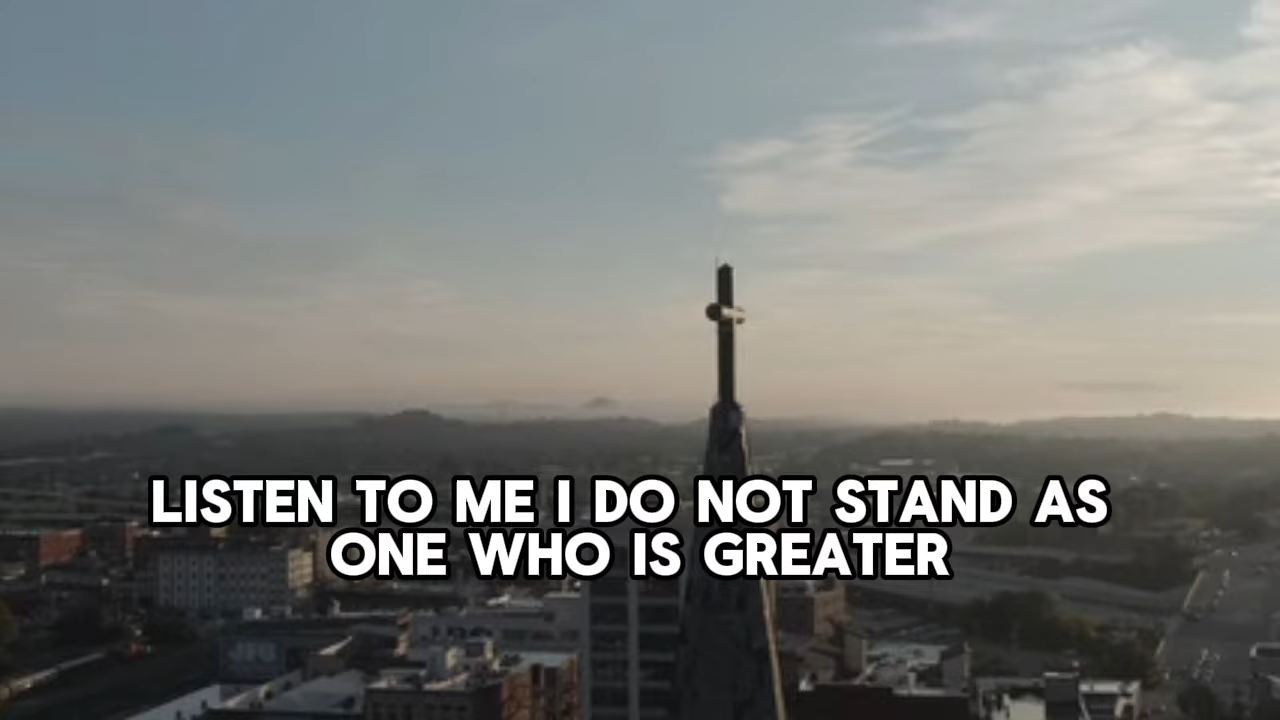 LISTEN TO ME I DO NOT STAND AS
ONE WHO IS GREATER